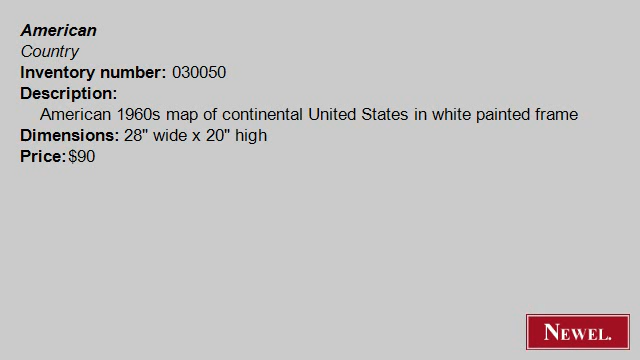 American
Country
Inventory number: 030050
Description:
American 1960s map of continental United States in white painted frame
Dimensions: 28" wide x 20" high
Price:$90
NEWEL.